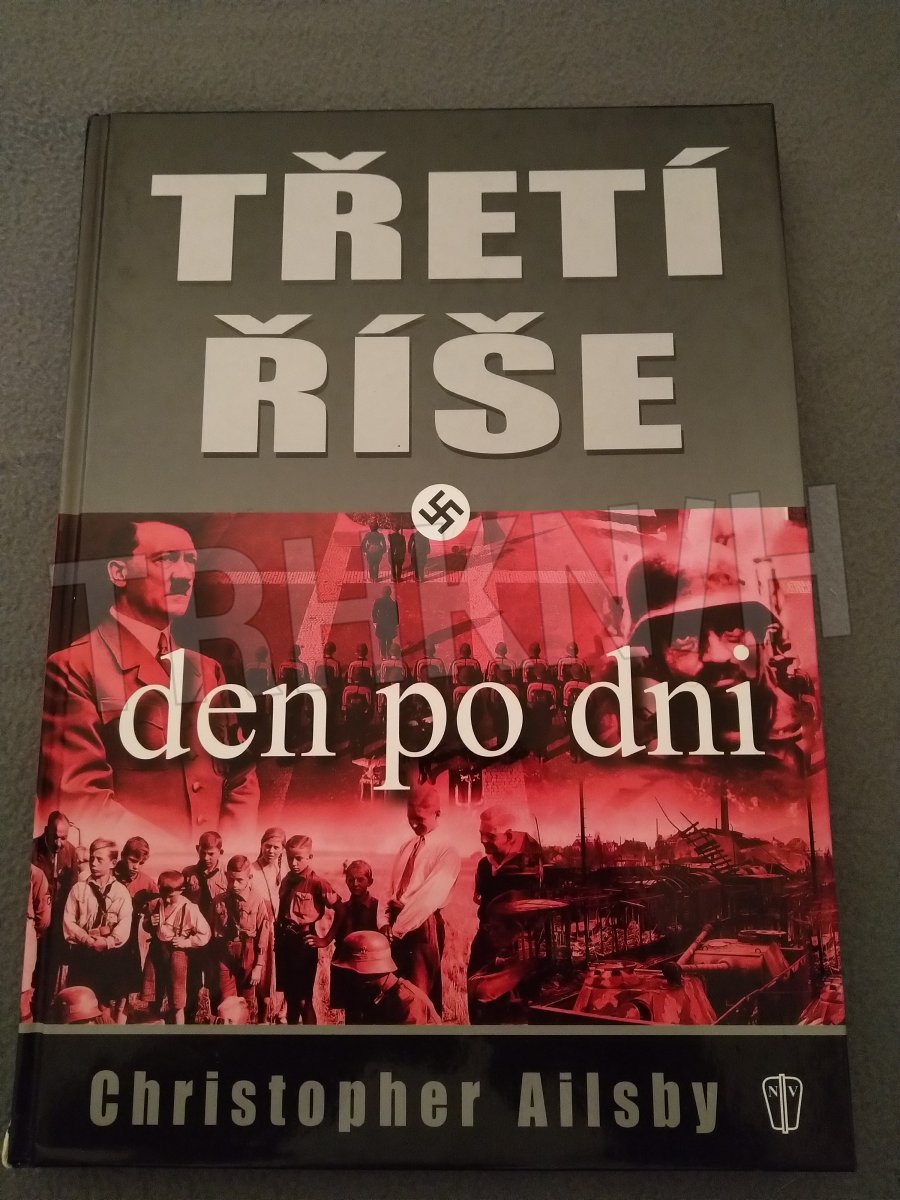 TŘETÍ
ŘÍŠE
den po dni
Christopher Ailsby
N V